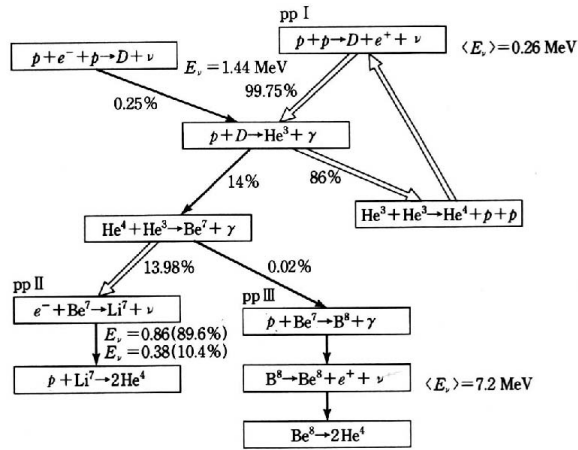 pp I
p+p→D+e⁺+ν
⟨E_ν⟩=0.26 MeV
p+e⁻+p→D+ν
E_ν=1.44 MeV
99.75%
0.25%
p+D→He³+γ
14%
86%
He³+He³→He⁴+p+p
He⁴+He³→Be⁷+γ
13.98%
0.02%
pp II
e⁻+Be⁷→Li⁷+ν
pp III
p+Be⁷→B⁸+γ
E_ν=0.86(89.6%)
E_ν=0.38(10.4%)
p+Li⁷→2He⁴
B⁸→Be⁸+e⁺+ν
⟨E_ν⟩=7.2 MeV
Be⁸→2He⁴